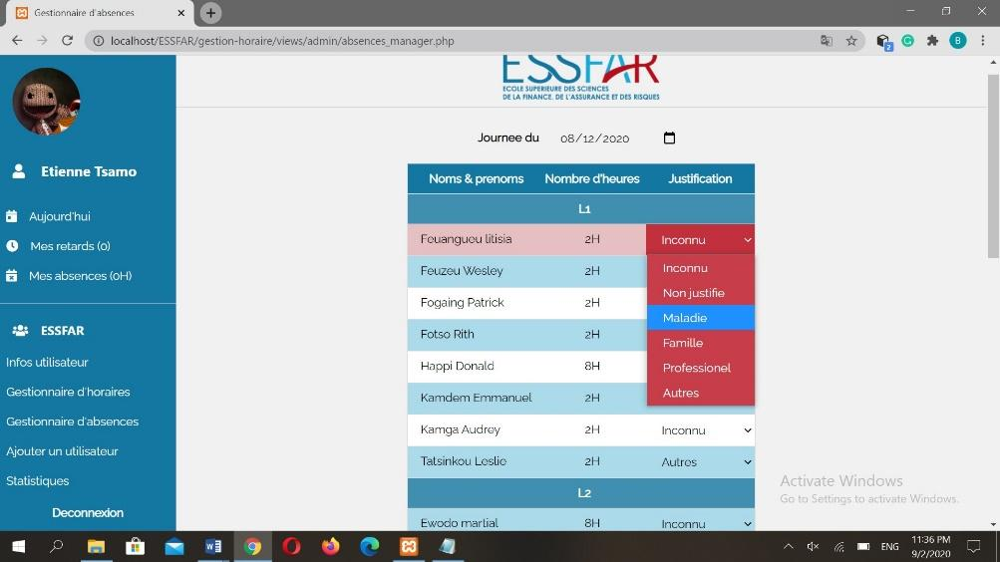 Gestionnaire d'absences
localhost/ESSFAR/gestion-horaire/views/admin/absences_manager.php
2
B
Etienne Tsamo
Aujourd'hui
Mes retards (0)
Mes absences (0H)
ESSFAR
Infos utilisateur
Gestionnaire d'horaires
Gestionnaire d'absences
Ajouter un utilisateur
Statistiques
Deconnexion
ESSFAR
ECOLE SUPERIEURE DES SCIENCES
DE LA FINANCE, DE L'ASSURANCE ET DES RISQUES
Journee du 08/12/2020
Noms & prenoms Nombre d'heures Justification
L1
Feuangueu litisia 2H Inconnu
Feuzeu Wesley 2H
Fogaing Patrick 2H
Fotso Rith 2H
Happi Donald 8H
Kamdem Emmanuel 2H
Kamga Audrey 2H Inconnu
Tatsinkou Leslie 2H Autres
L2
Ewodo martial 8H Inconnu
Inconnu
Non justifie
Maladie
Famille
Professionel
Autres
Activate Windows
Go to Settings to activate Windows.
ENG
11:36 PM
9/2/2020